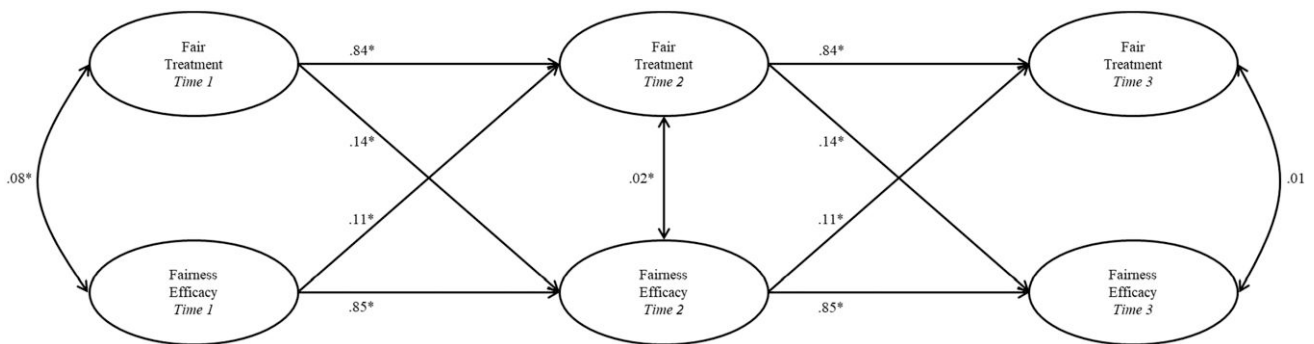 Fair
Treatment
Time 1
.84*
Fair
Treatment
Time 2
.84*
Fair
Treatment
Time 3
.14*
.14*
.08*
.02*
.01
.11*
.11*
Fairness
Efficacy
Time 1
.85*
Fairness
Efficacy
Time 2
.85*
Fairness
Efficacy
Time 3